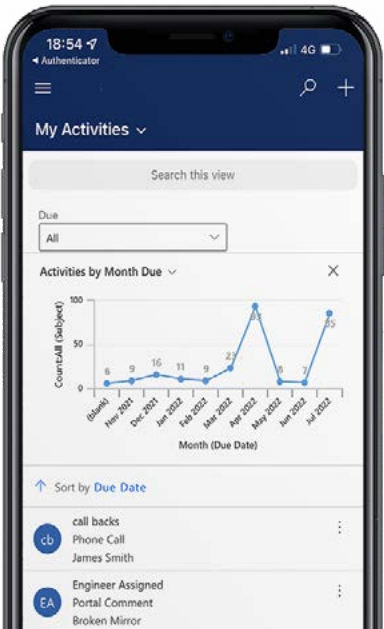 18:54
4G
Authenticator
My Activities
Search this view
Due
All
Activities by Month Due
Count:All (Subject)
100
50
0
6
9
16
11
9
23
93
8
7
85
(blank)
Nov 2021
Dec 2021
Jan 2022
Feb 2022
Mar 2022
Apr 2022
May 2022
Jun 2022
Jul 2022
Month (Due Date)
Sort by Due Date
cb
call backs
Phone Call
James Smith
EA
Engineer Assigned
Portal Comment
Broken Mirror